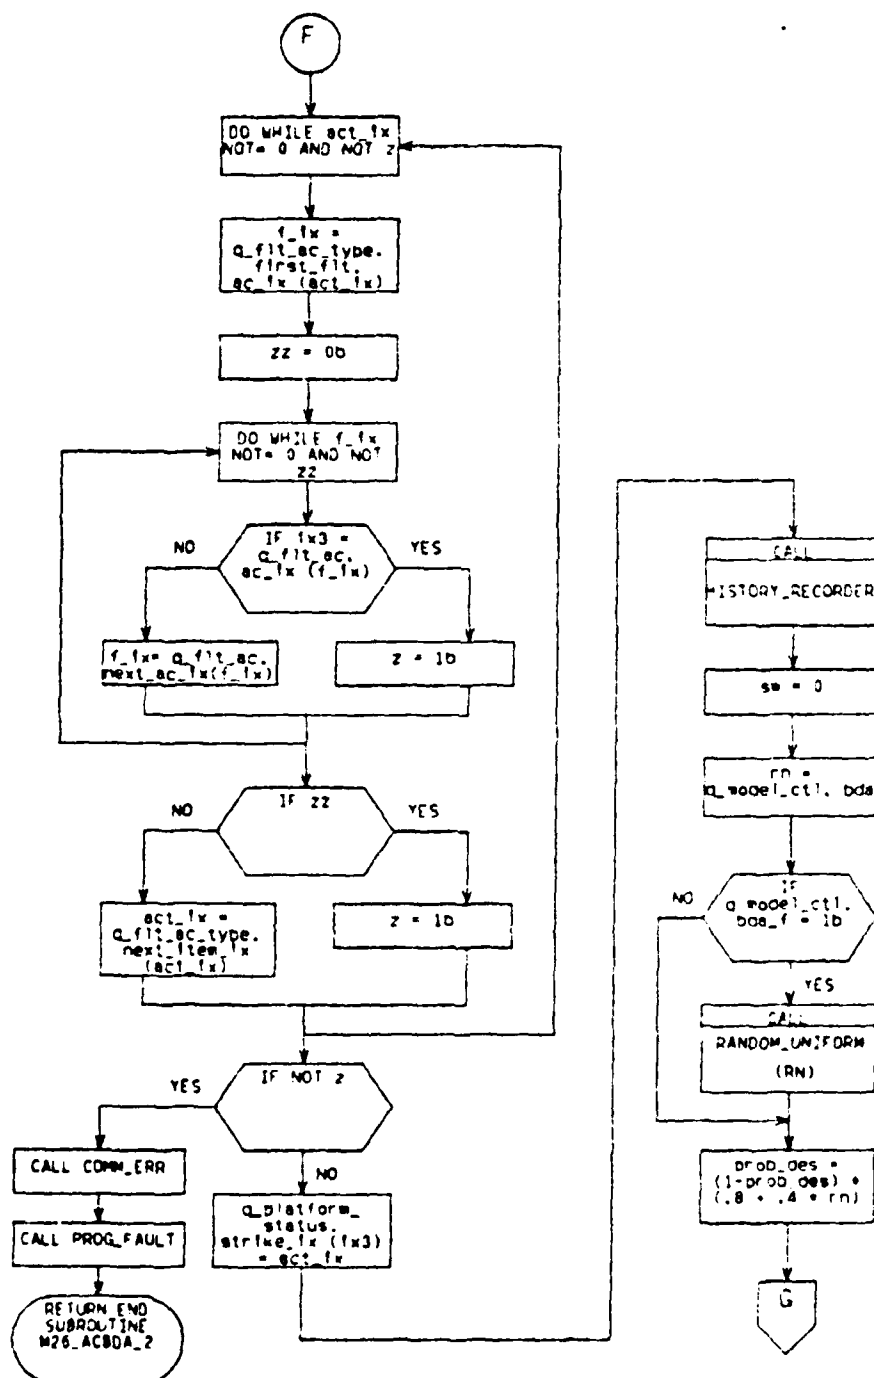 F
DO WHILE act_ix
NOT= 0 AND NOT z
f_ix =
q_flt_ac_type.
first_flt.
ac_ix (act_ix)
zz = 0b
DO WHILE f_ix
NOT= 0 AND NOT
zz
NO
IF ix3 =
q_flt_ac.
ac_ix (f_ix)
YES
f_ix= q_flt_ac.
next_ac_ix(f_ix)
z = 1b
NO
IF zz
YES
act_ix =
q_flt_ac_type.
next_item_ix
(act_ix)
z = 1b
YES
IF NOT z
CALL COMM_ERR
CALL PROG_FAULT
RETURN END
SUBROUTINE
M26_ACBDA_2
NO
q_platform_
status.
strike_ix (ix3)
= act_ix
CALL
HISTORY_RECORDER
sw = 0
rn =
q_model_ctl. bda
NO
IF
q_model_ctl.
bda_f = 1b
YES
CALL
RANDOM_UNIFORM
(RN)
prob_des =
(1-prob_des)
(.8 + .4 * rn)
G